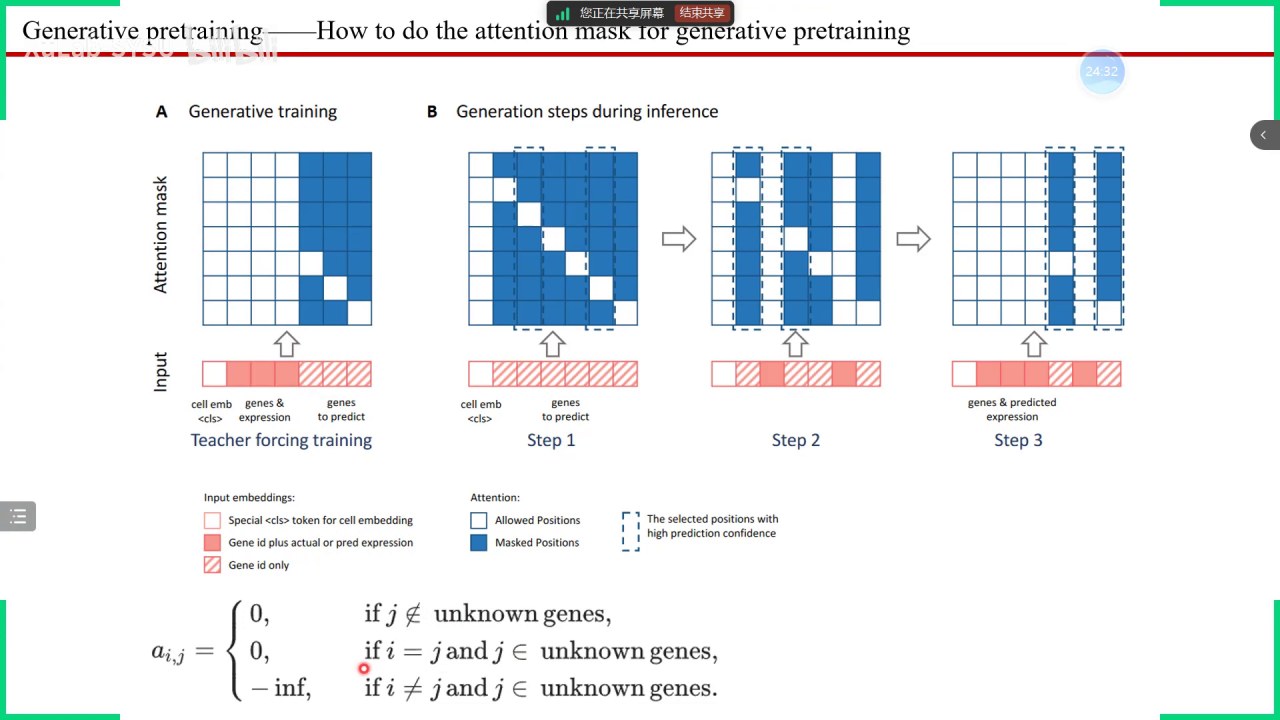 您正在共享屏幕 结束共享
Generative pretraining——How to do the attention mask for generative pretraining
XuLab SYSU bilibili
24:32
A Generative training
B Generation steps during inference
Attention mask
Input
cell emb
<cls>
genes &
expression
genes
to predict
cell emb
<cls>
genes
to predict
genes & predicted
expression
Teacher forcing training
Step 1
Step 2
Step 3
Input embeddings:
Special <cls> token for cell embedding
Gene id plus actual or pred expression
Gene id only
Attention:
Allowed Positions
Masked Positions
The selected positions with
high prediction confidence
a_{i,j} = { 0, if j ∉ unknown genes,
0, if i = j and j ∈ unknown genes,
− inf, if i ≠ j and j ∈ unknown genes.